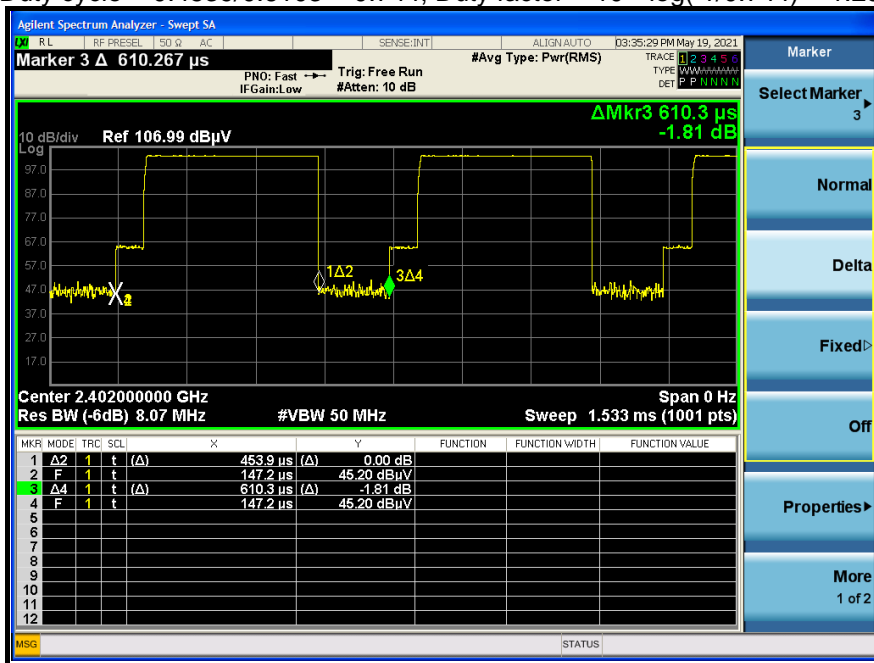 Agilent Spectrum Analyzer - Swept SA
LXI RL RF PRESEL 50 Ω AC SENSE:INT ALIGNAUTO 03:35:29 PM May 19, 2021
Marker 3 Δ 610.267 µs
PNO: Fast
IFGain:Low
Trig: Free Run
#Atten: 10 dB
#Avg Type: Pwr(RMS)
TRACE 1 2 3 4 5 6
TYPE WWWWWW
DET P P N N N N
ΔMkr3 610.3 µs
-1.81 dB
10 dB/div Ref 106.99 dBµV
Log
97.0
87.0
77.0
67.0
57.0
47.0
37.0
27.0
17.0
1Δ2
3Δ4
Center 2.402000000 GHz Span 0 Hz
Res BW (-6dB) 8.07 MHz #VBW 50 MHz Sweep 1.533 ms (1001 pts)
MKR MODE TRC SCL X Y FUNCTION FUNCTION WIDTH FUNCTION VALUE
1 Δ2 1 t (Δ) 453.9 µs (Δ) 0.00 dB
2 F 1 t 147.2 µs 45.20 dBµV
3 Δ4 1 t (Δ) 610.3 µs (Δ) -1.81 dB
4 F 1 t 147.2 µs 45.20 dBµV
5
6
7
8
9
10
11
12
MSG STATUS
Marker
Select Marker
3
Normal
Delta
Fixed
Off
Properties
More
1 of 2